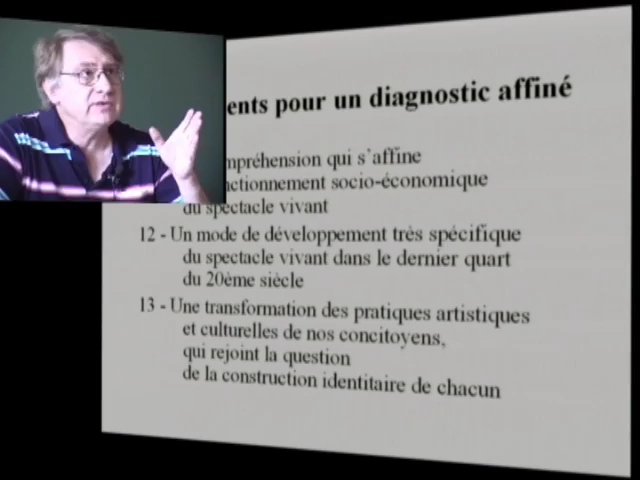 ents pour un diagnostic affiné
mpréhension qui s'affine
nctionnement socio-économique
du spectacle vivant
12 - Un mode de développement très spécifique
du spectacle vivant dans le dernier quart
du 20ème siècle
13 - Une transformation des pratiques artistiques
et culturelles de nos concitoyens,
qui rejoint la question
de la construction identitaire de chacun